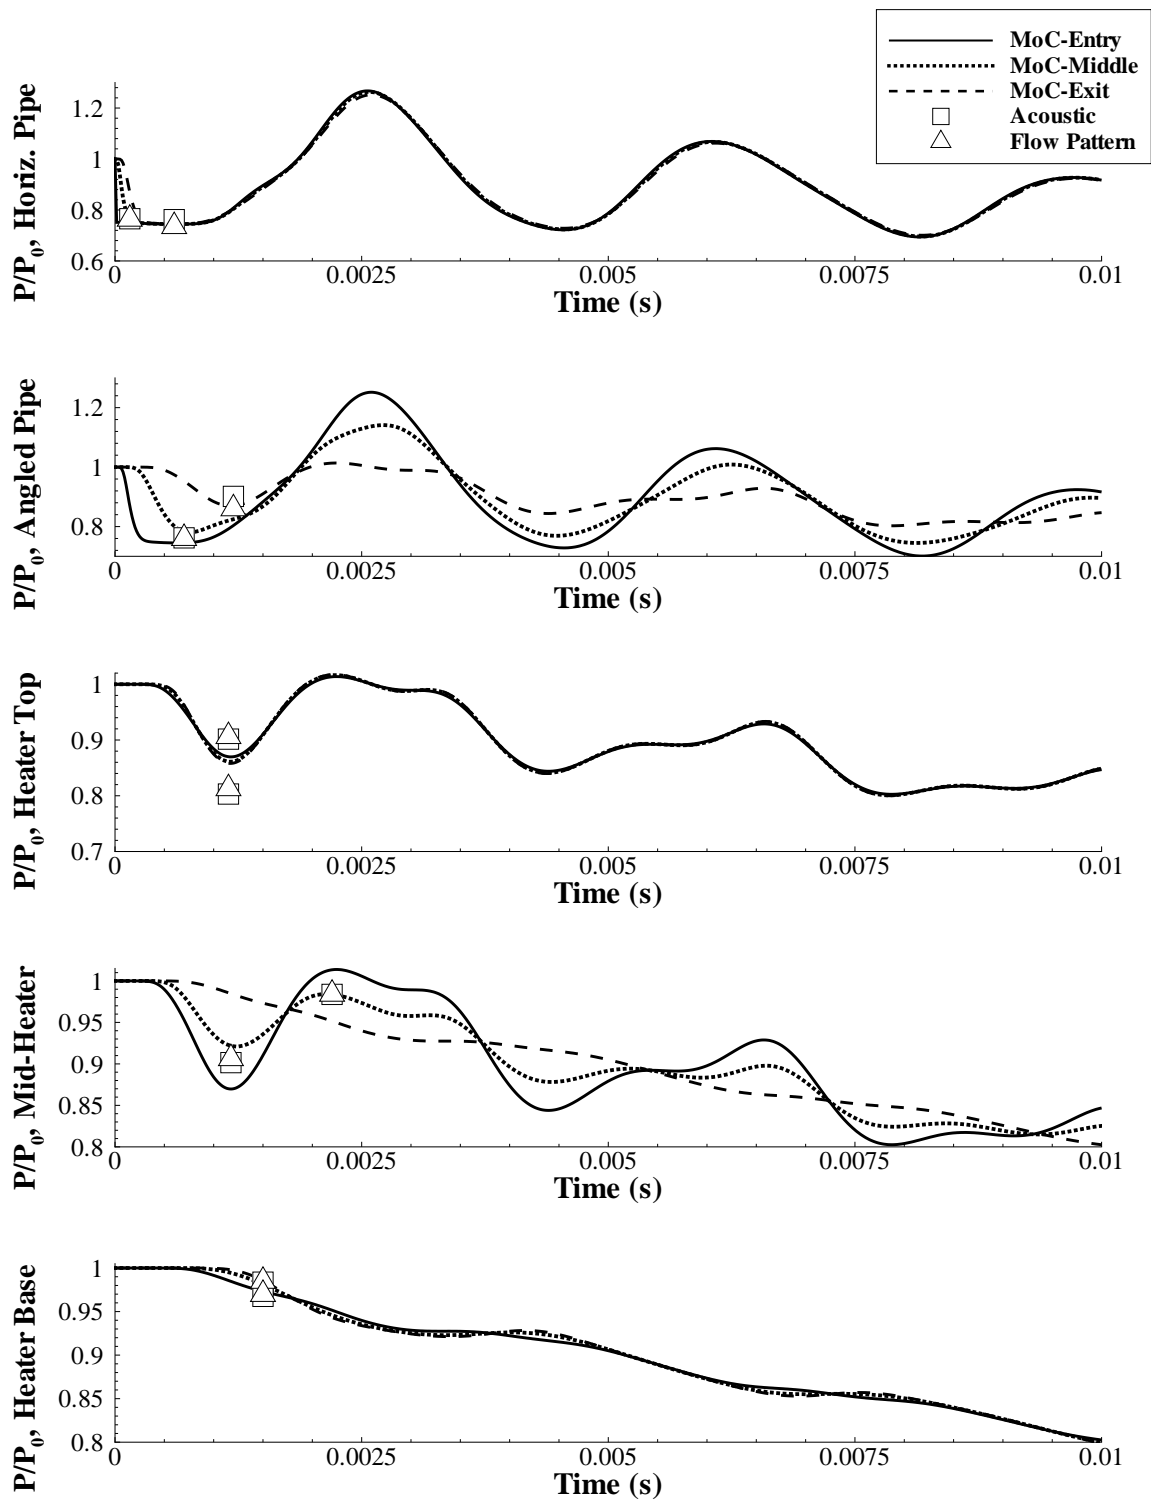 MoC-Entry
MoC-Middle
MoC-Exit
Acoustic
Flow Pattern
P/P0, Horiz. Pipe
1.2
1
0.8
0.6
0 0.0025 0.005 0.0075 0.01
Time (s)
P/P0, Angled Pipe
1.2
1
0.8
0 0.0025 0.005 0.0075 0.01
Time (s)
P/P0, Heater Top
1
0.9
0.8
0.7
0 0.0025 0.005 0.0075 0.01
Time (s)
P/P0, Mid-Heater
1
0.95
0.9
0.85
0.8
0 0.0025 0.005 0.0075 0.01
Time (s)
P/P0, Heater Base
1
0.95
0.9
0.85
0.8
0 0.0025 0.005 0.0075 0.01
Time (s)